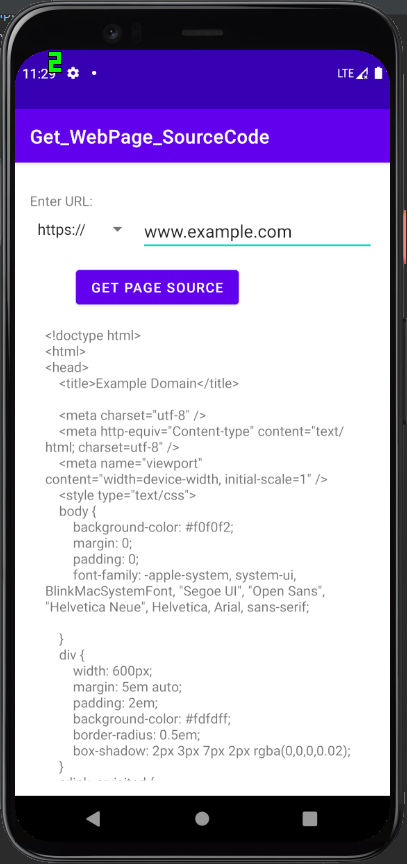 2
11:29
LTE
Get_WebPage_SourceCode
Enter URL:
https://
www.example.com
GET PAGE SOURCE
<!doctype html>
<html>
<head>
<title>Example Domain</title>
<meta charset="utf-8" />
<meta http-equiv="Content-type" content="text/
html; charset=utf-8" />
<meta name="viewport"
content="width=device-width, initial-scale=1" />
<style type="text/css">
body {
background-color: #f0f0f2;
margin: 0;
padding: 0;
font-family: -apple-system, system-ui,
BlinkMacSystemFont, "Segoe UI", "Open Sans",
"Helvetica Neue", Helvetica, Arial, sans-serif;
}
div {
width: 600px;
margin: 5em auto;
padding: 2em;
background-color: #fdfdff;
border-radius: 0.5em;
box-shadow: 2px 3px 7px 2px rgba(0,0,0,0.02);
}